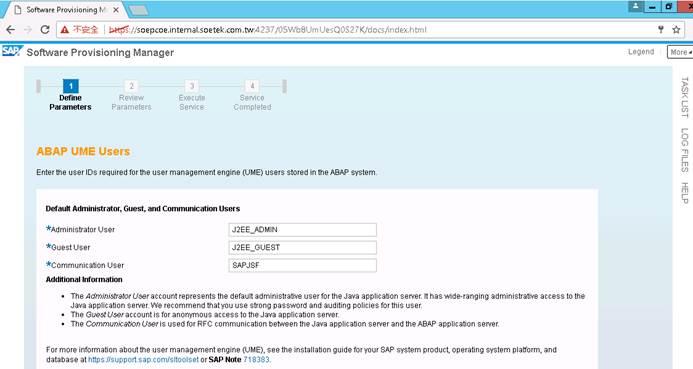 Software Provisioning M
不安全 https://soepcoe.internal.soetek.com.tw:4237/05Wb8UmUesQ0S27K/docs/index.html
SAP Software Provisioning Manager Legend More
1 2 3 4
Define Parameters Review Parameters Execute Service Service Completed
TASK LIST LOG FILES HELP
ABAP UME Users
Enter the user IDs required for the user management engine (UME) users stored in the ABAP system.
Default Administrator, Guest, and Communication Users
*Administrator User J2EE_ADMIN
*Guest User J2EE_GUEST
*Communication User SAPJSF
Additional Information
• The Administrator User account represents the default administrative user for the Java application server. It has wide-ranging administrative access to the
Java application server. We recommend that you use strong password and auditing policies for this user.
• The Guest User account is for anonymous access to the Java application server.
• The Communication User is used for RFC communication between the Java application server and the ABAP application server.
For more information about the user management engine (UME), see the installation guide for your SAP system product, operating system platform, and
database at https://support.sap.com/sltoolset or SAP Note 718383.